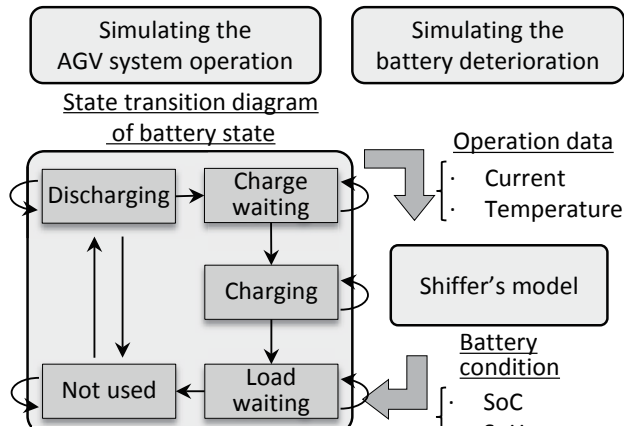 Simulating the
AGV system operation
Simulating the
battery deterioration
State transition diagram
of battery state
Operation data
· Current
· Temperature
Discharging
Charge
waiting
Charging
Shiffer's model
Not used
Load
waiting
Battery
condition
· SoC